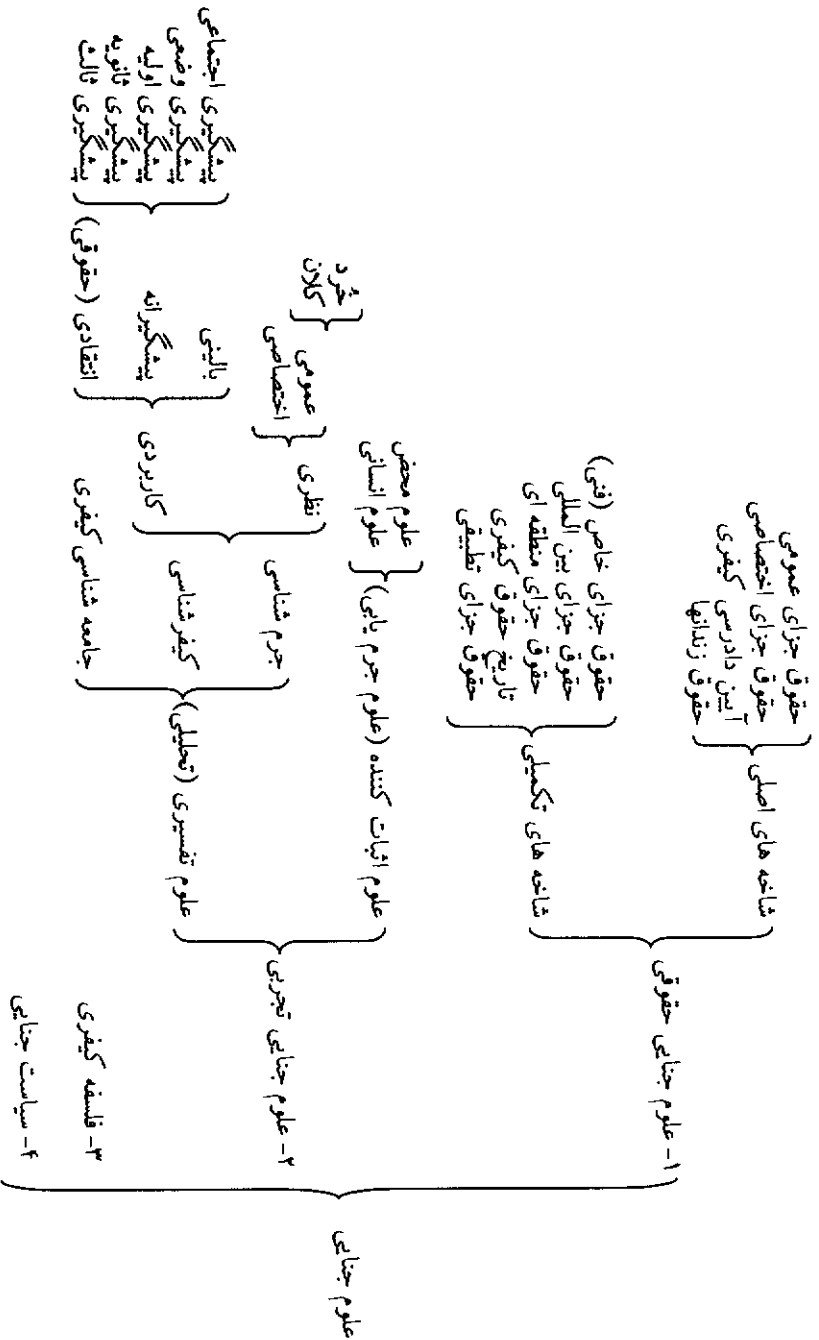 علوم جنایی
۱- علوم جنایی حقوقی
شاخه های اصلی
حقوق جزای عمومی
حقوق جزای اختصاصی
آیین دادرسی کیفری
حقوق زندانها
شاخه های تکمیلی
حقوق جزای خاص (فنی)
حقوق جزای بین المللی
حقوق جزای منطقه ای
تاریخ حقوق کیفری
حقوق جزای تطبیقی
۲- علوم جنایی تجربی
علوم اثبات کننده (علوم جرم یابی)
علوم محض
علوم انسانی
علوم تفسیری (تحلیلی)
جرم شناسی
نظری
عمومی
خُرد
کلان
اختصاصی
کاربردی
بالینی
پیشگیرانه
پیشگیری اجتماعی
پیشگیری وضعی
پیشگیری اولیه
پیشگیری ثانویه
پیشگیری ثالث
انتقادی (حقوقی)
کیفرشناسی
جامعه شناسی کیفری
۳- فلسفه کیفری
۴- سیاست جنایی